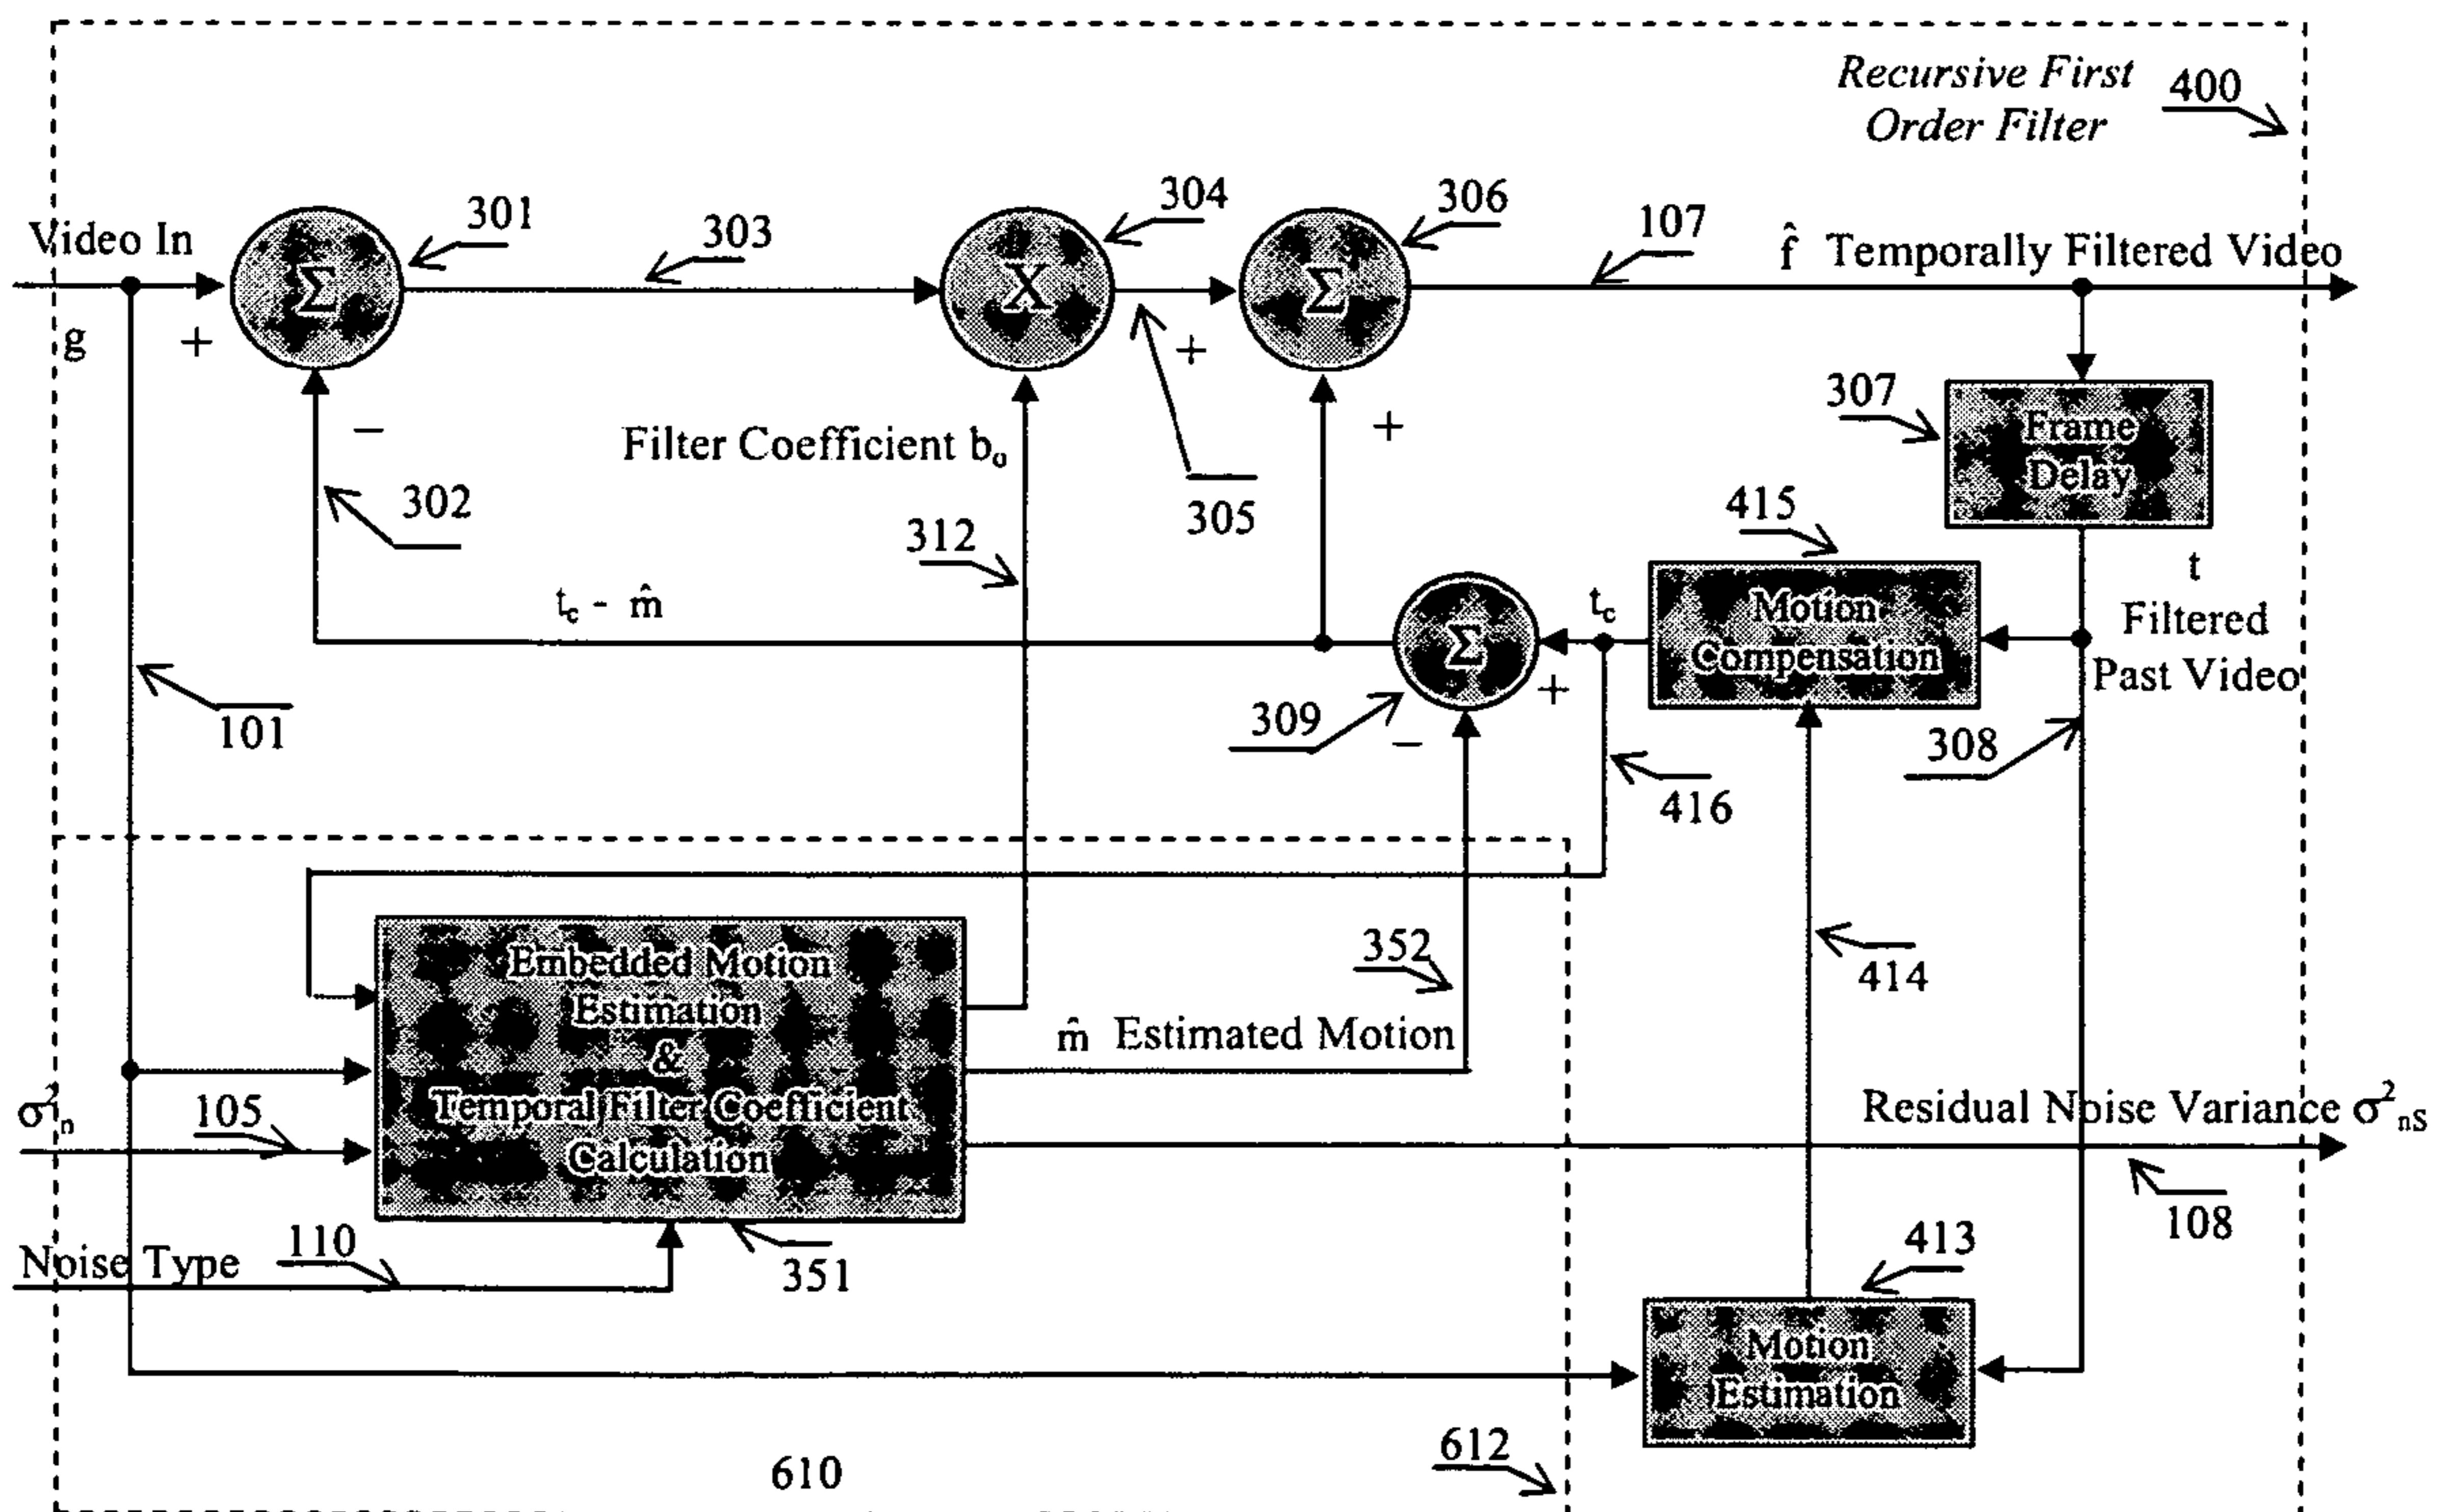 Recursive First
Order Filter
400
Video In
301
303
304
306
107
f̂ Temporally Filtered Video
Σ
X
Σ
g
+
+
307
Frame
Delay
−
Filter Coefficient b₀
+
302
305
312
415
t
t_c - m̂
Σ
t_c
Motion
Compensation
Filtered
Past Video
+
101
309
−
308
416
Embedded Motion
Estimation
&
Temporal Filter Coefficient
Calculation
352
414
m̂ Estimated Motion
σ²ₙ
105
Residual Noise Variance σ²ₙS
108
Noise Type
110
351
413
Motion
Estimation
612
610